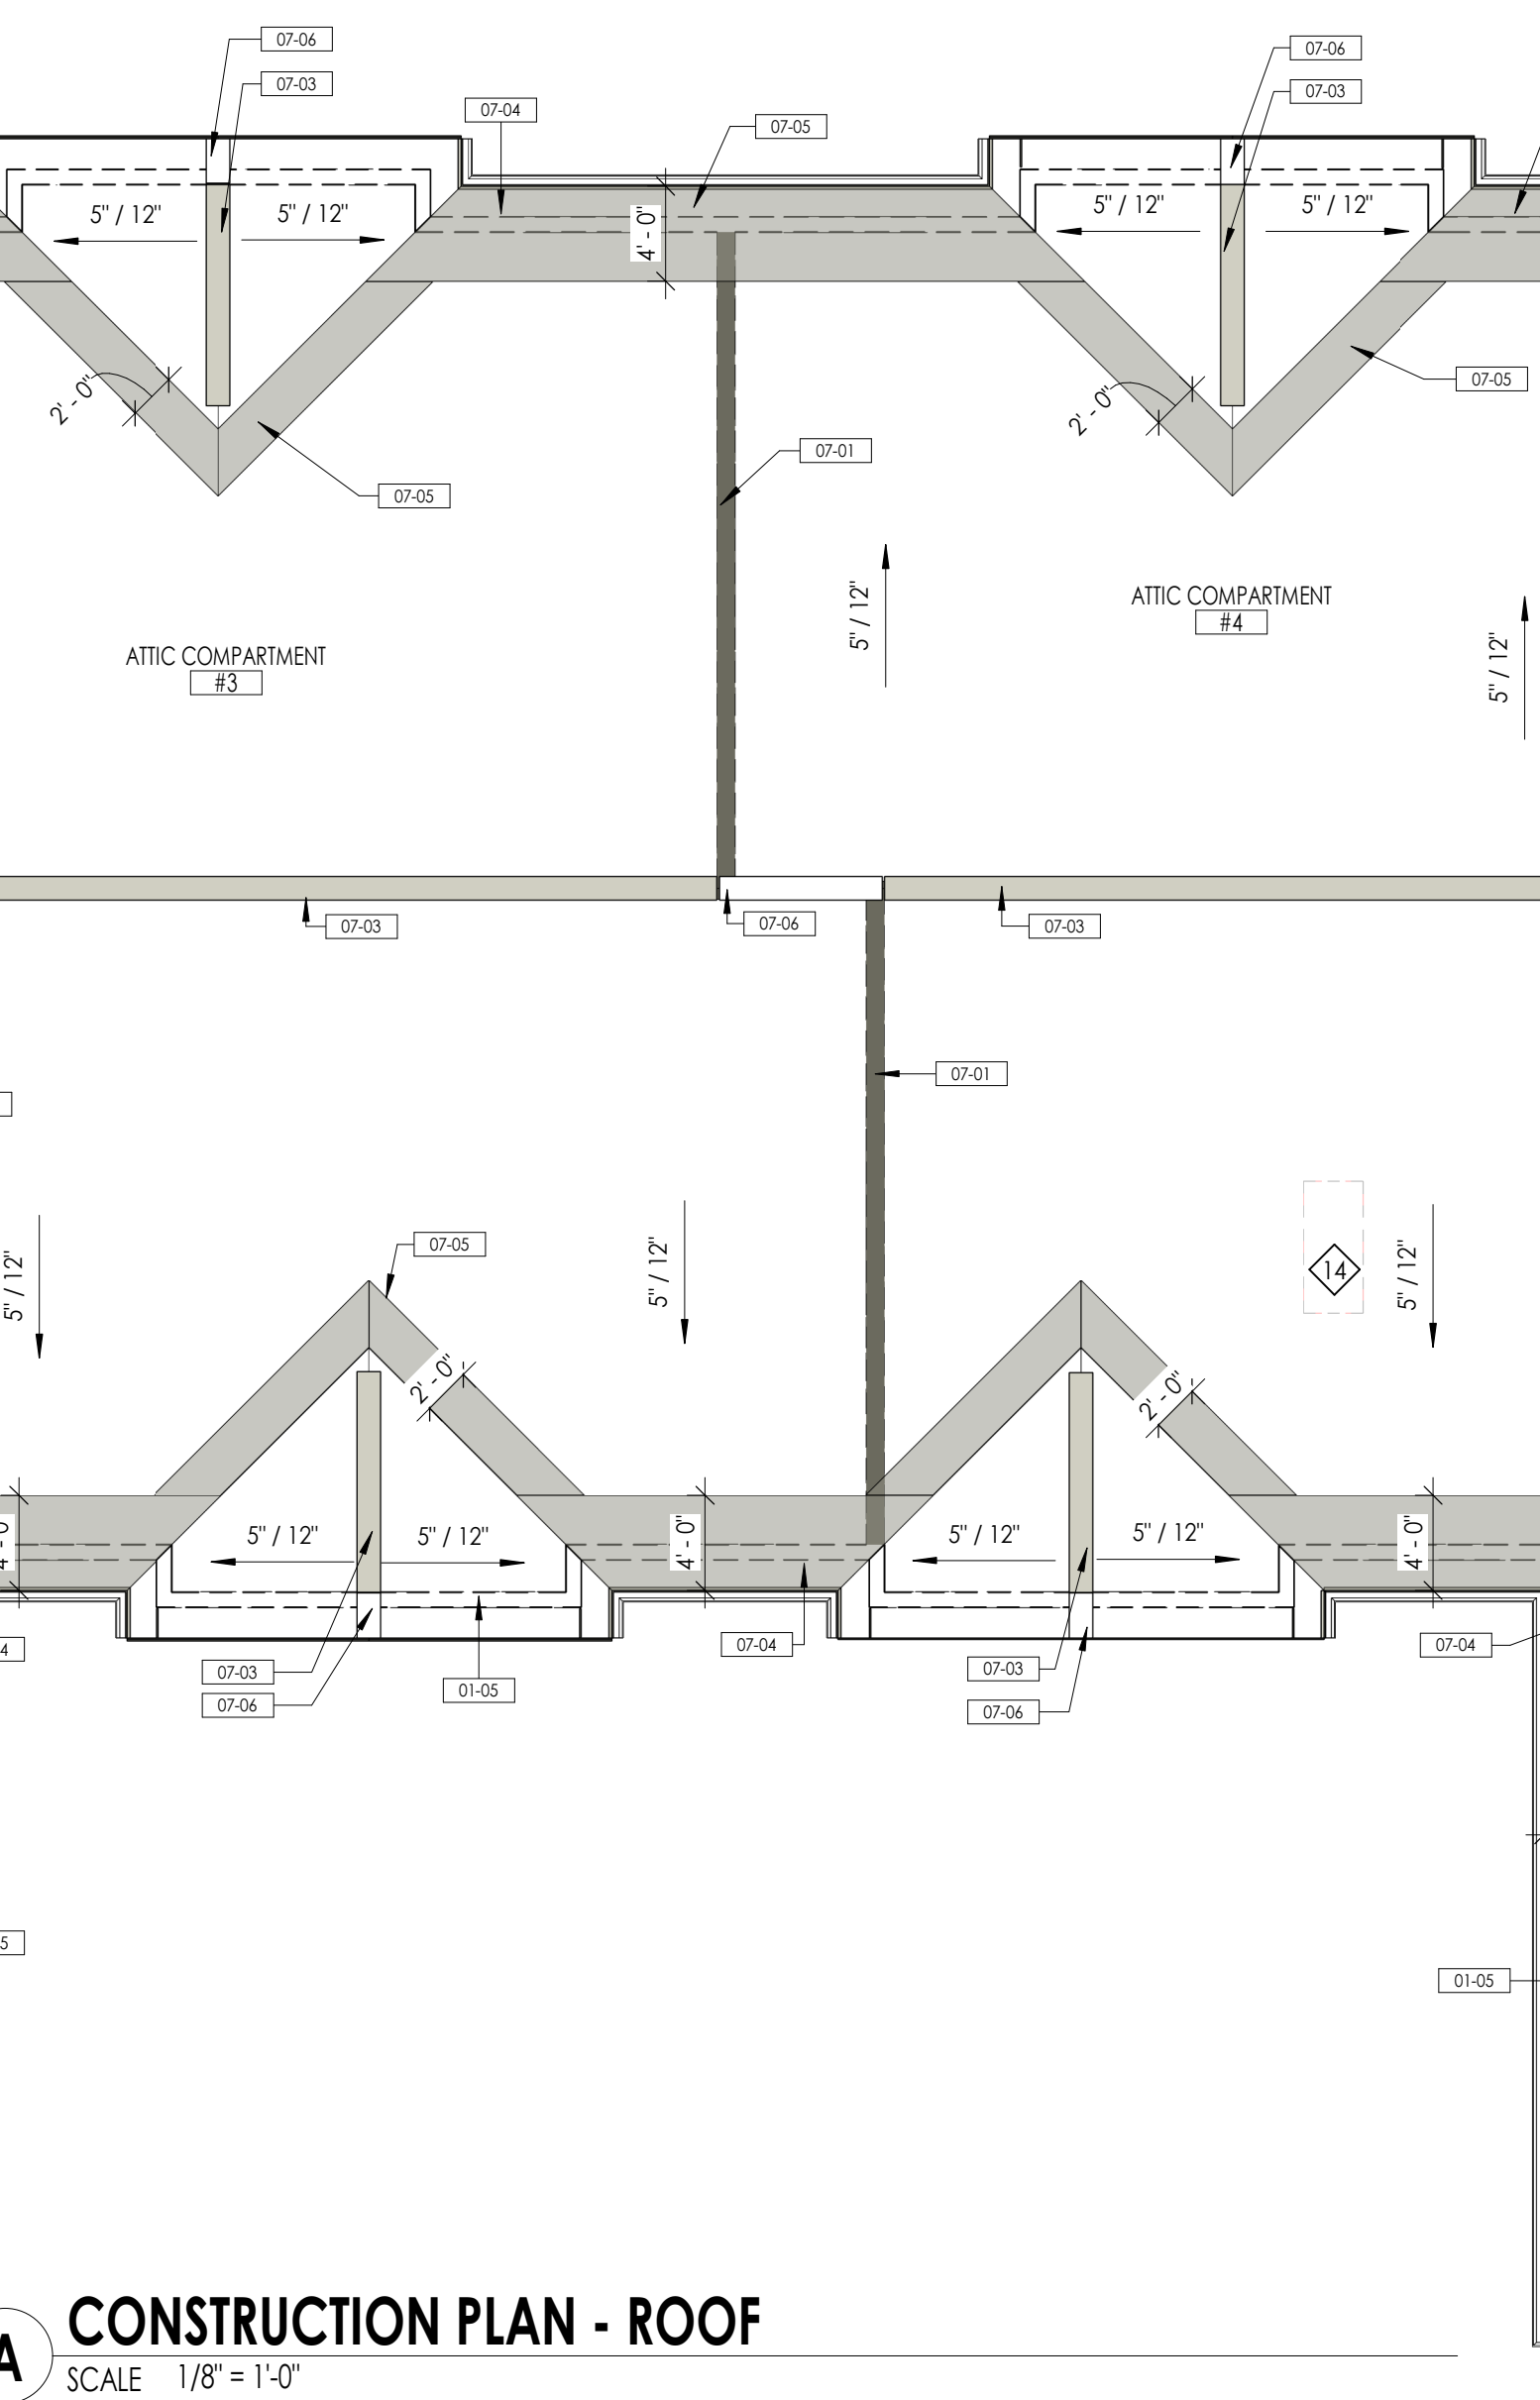 07-06
07-06
07-03
07-03
07-04
07-05
5" / 12"
5" / 12"
5" / 12"
5" / 12"
4' - 0"
2' - 0"
2' - 0"
07-05
07-01
07-05
5" / 12"
ATTIC COMPARTMENT
#4
ATTIC COMPARTMENT
#3
5" / 12"
07-03
07-06
07-03
07-01
07-05
5" / 12"
5" / 12"
14
5" / 12"
2' - 0"
2' - 0"
5" / 12"
5" / 12"
5" / 12"
5" / 12"
4' - 0"
4' - 0"
4' - 0
4
07-04
07-04
07-03
07-03
07-06
01-05
07-06
5
01-05
A
CONSTRUCTION PLAN - ROOF
SCALE 1/8" = 1'-0"